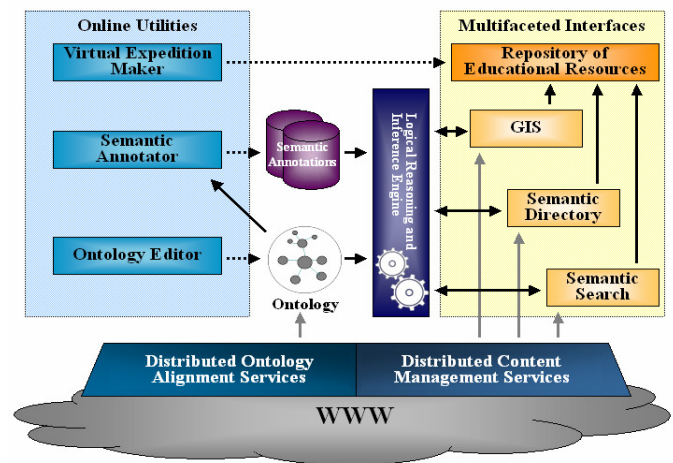 Online Utilities
Multifaceted Interfaces
Virtual Expedition
Maker
Repository of
Educational Resources
Semantic
Annotator
Semantic
Annotations
Logical Reasoning and
Inference Engine
GIS
Semantic
Directory
Ontology Editor
Ontology
Semantic
Search
Distributed Ontology
Alignment Services
Distributed Content
Management Services
WWW